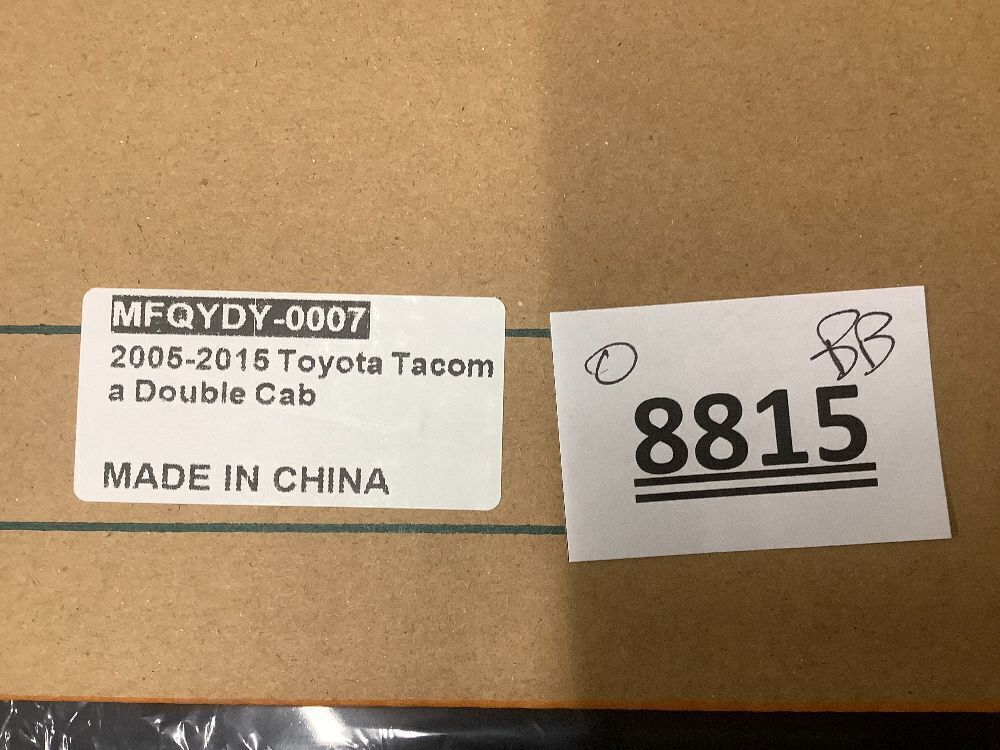 MFQYDY-0007
2005-2015 Toyota Tacom
a Double Cab
MADE IN CHINA
O BB
8815